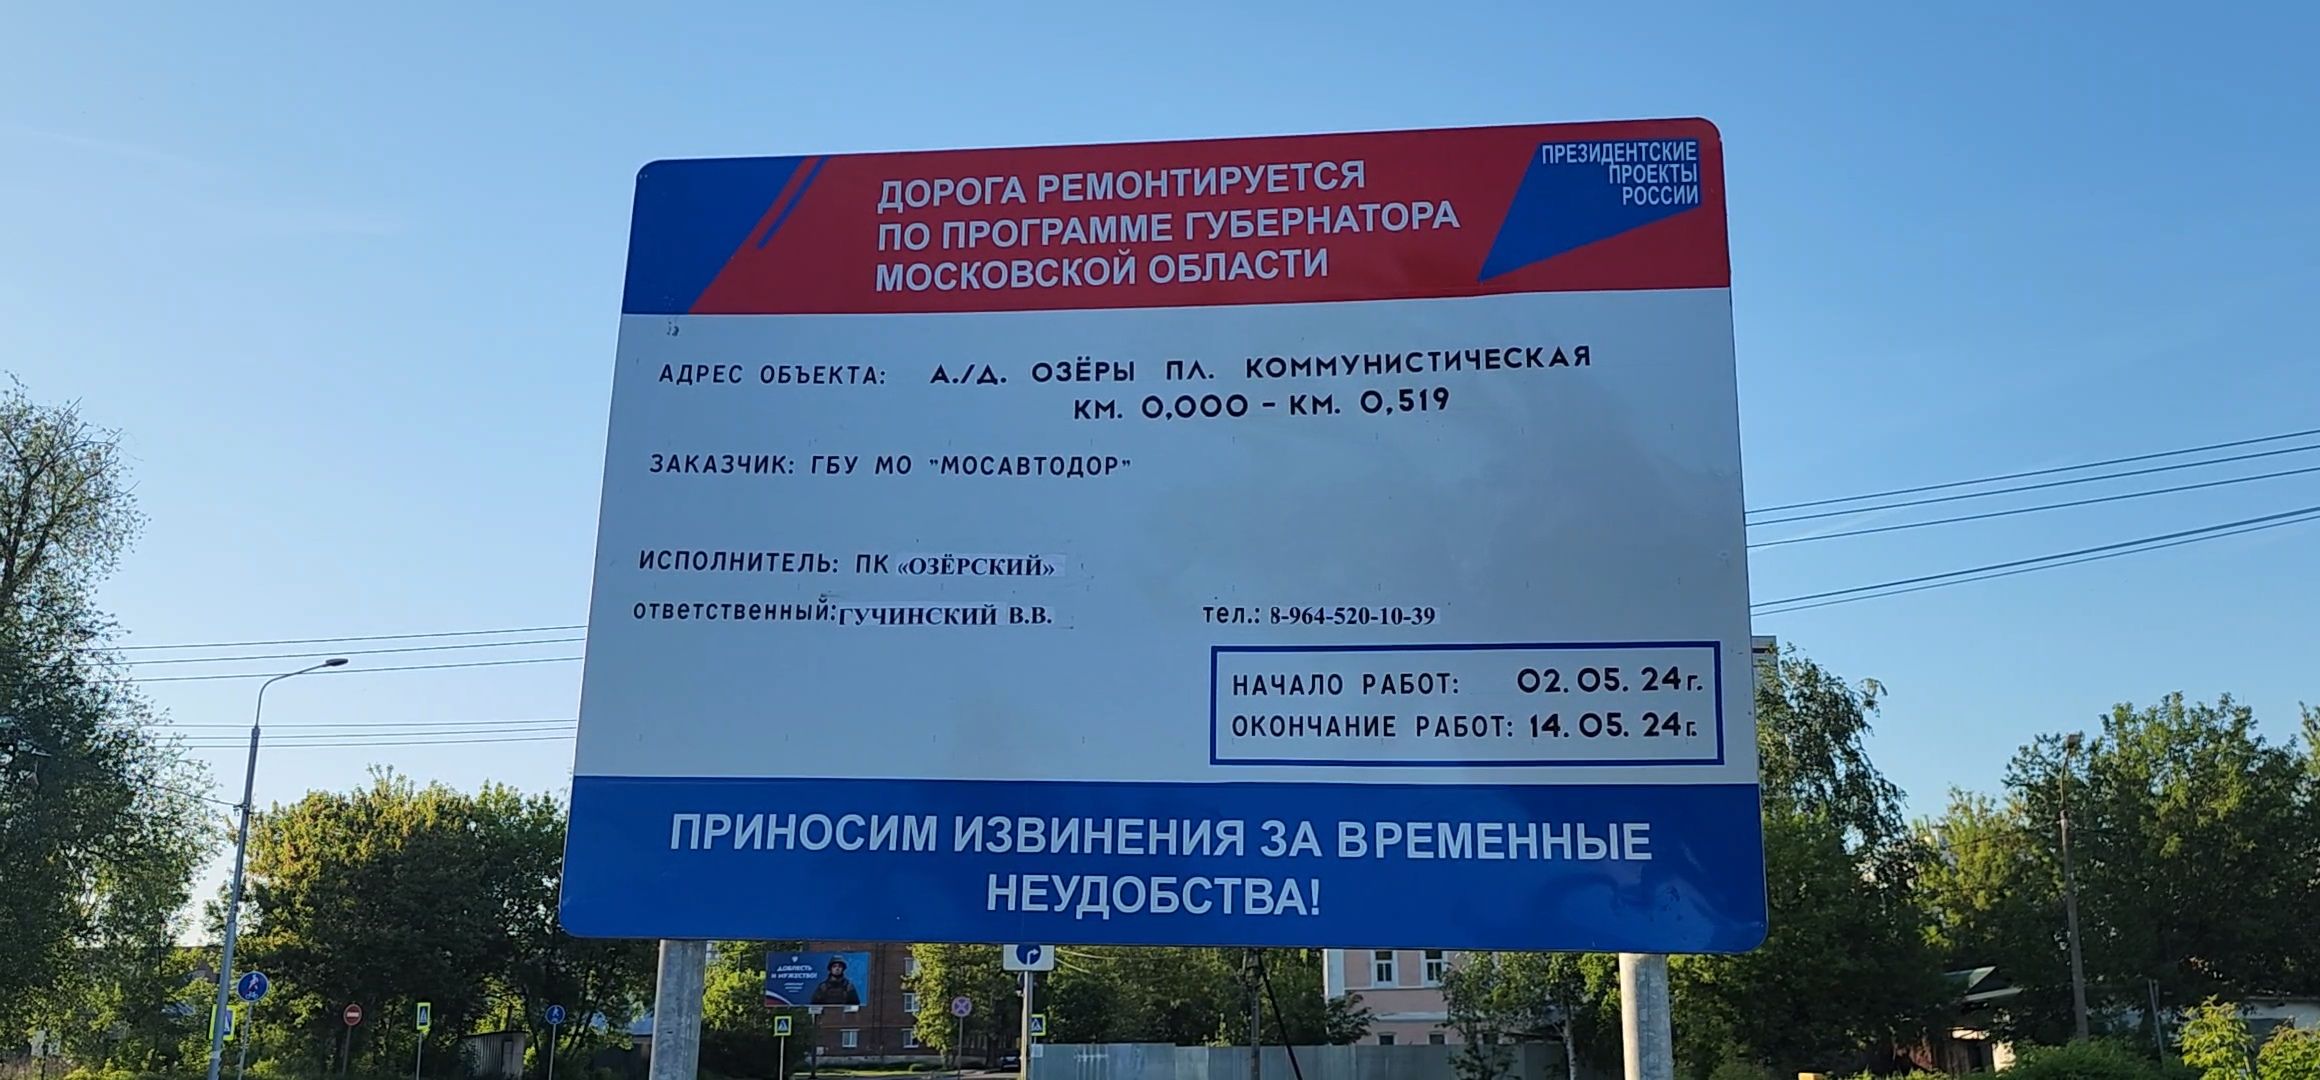 ДОРОГА РЕМОНТИРУЕТСЯ
ПО ПРОГРАММЕ ГУБЕРНАТОРА
МОСКОВСКОЙ ОБЛАСТИ
ПРЕЗИДЕНТСКИЕ
ПРОЕКТЫ
РОССИИ
АДРЕС ОБЪЕКТА: А./Д. ОЗЁРЫ ПЛ. КОММУНИСТИЧЕСКАЯ
КМ. 0,000 – КМ. 0,519
ЗАКАЗЧИК: ГБУ МО "МОСАВТОДОР"
ИСПОЛНИТЕЛЬ: ПК «ОЗЁРСКИЙ»
ответственный: ГУЧИНСКИЙ В.В. тел.: 8-964-520-10-39
НАЧАЛО РАБОТ: 02. 05. 24г.
ОКОНЧАНИЕ РАБОТ: 14. 05. 24г.
ПРИНОСИМ ИЗВИНЕНИЯ ЗА ВРЕМЕННЫЕ
НЕУДОБСТВА!
ДОБЛЕСТЬ
И МУЖЕСТВО!